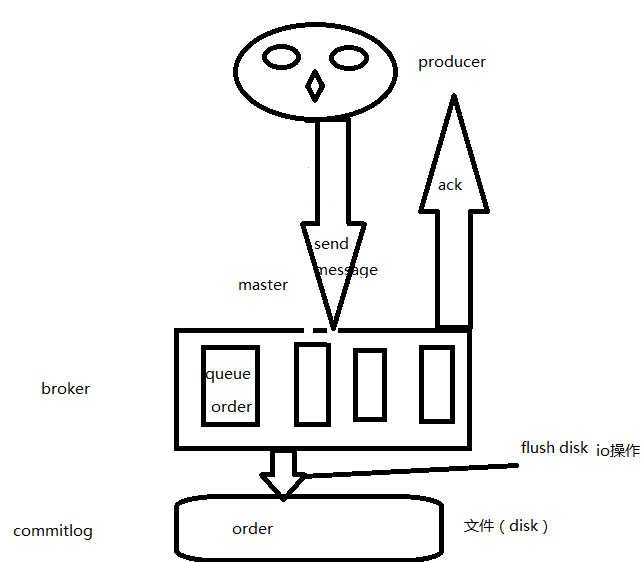 producer
ack
send
message
master
queue
order
broker
flush disk io操作
order
文件（disk）
commitlog